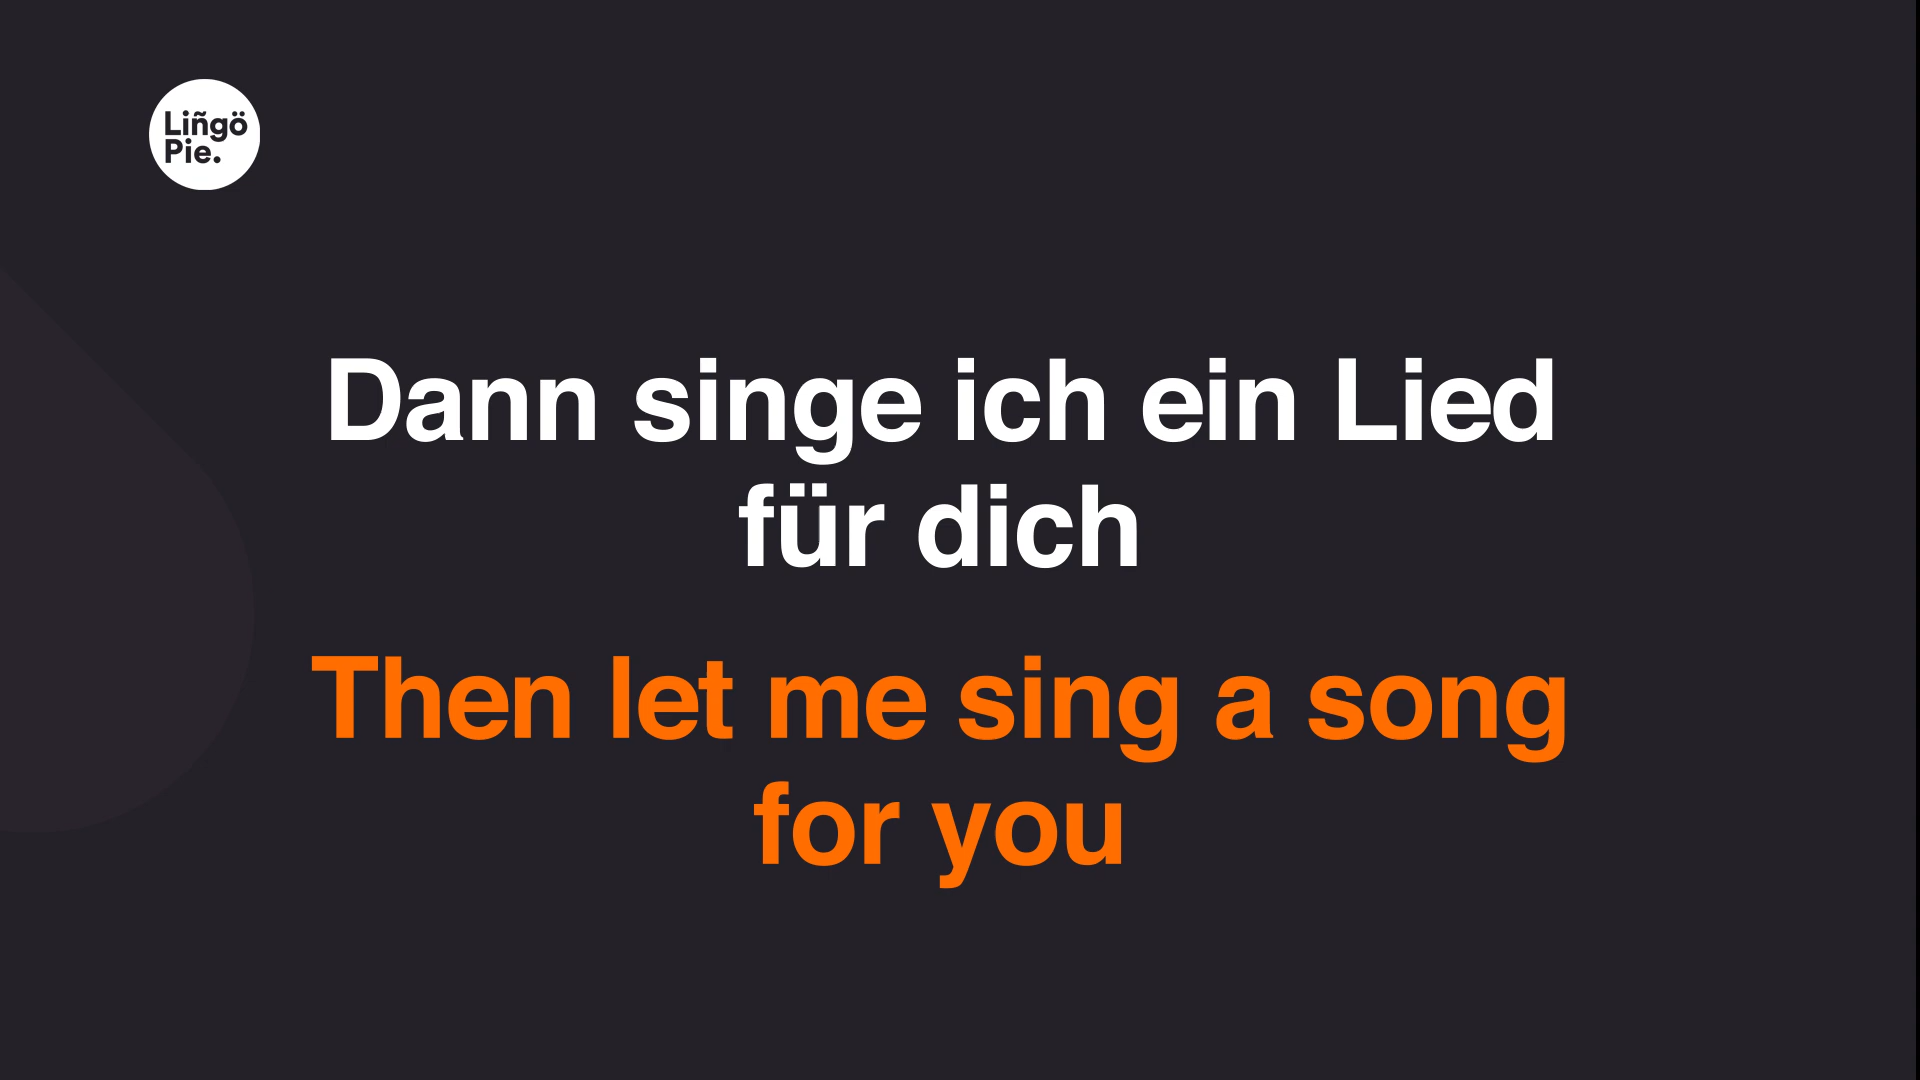 Liñgö
Pie.
Dann singe ich ein Lied
für dich
Then let me sing a song
for you